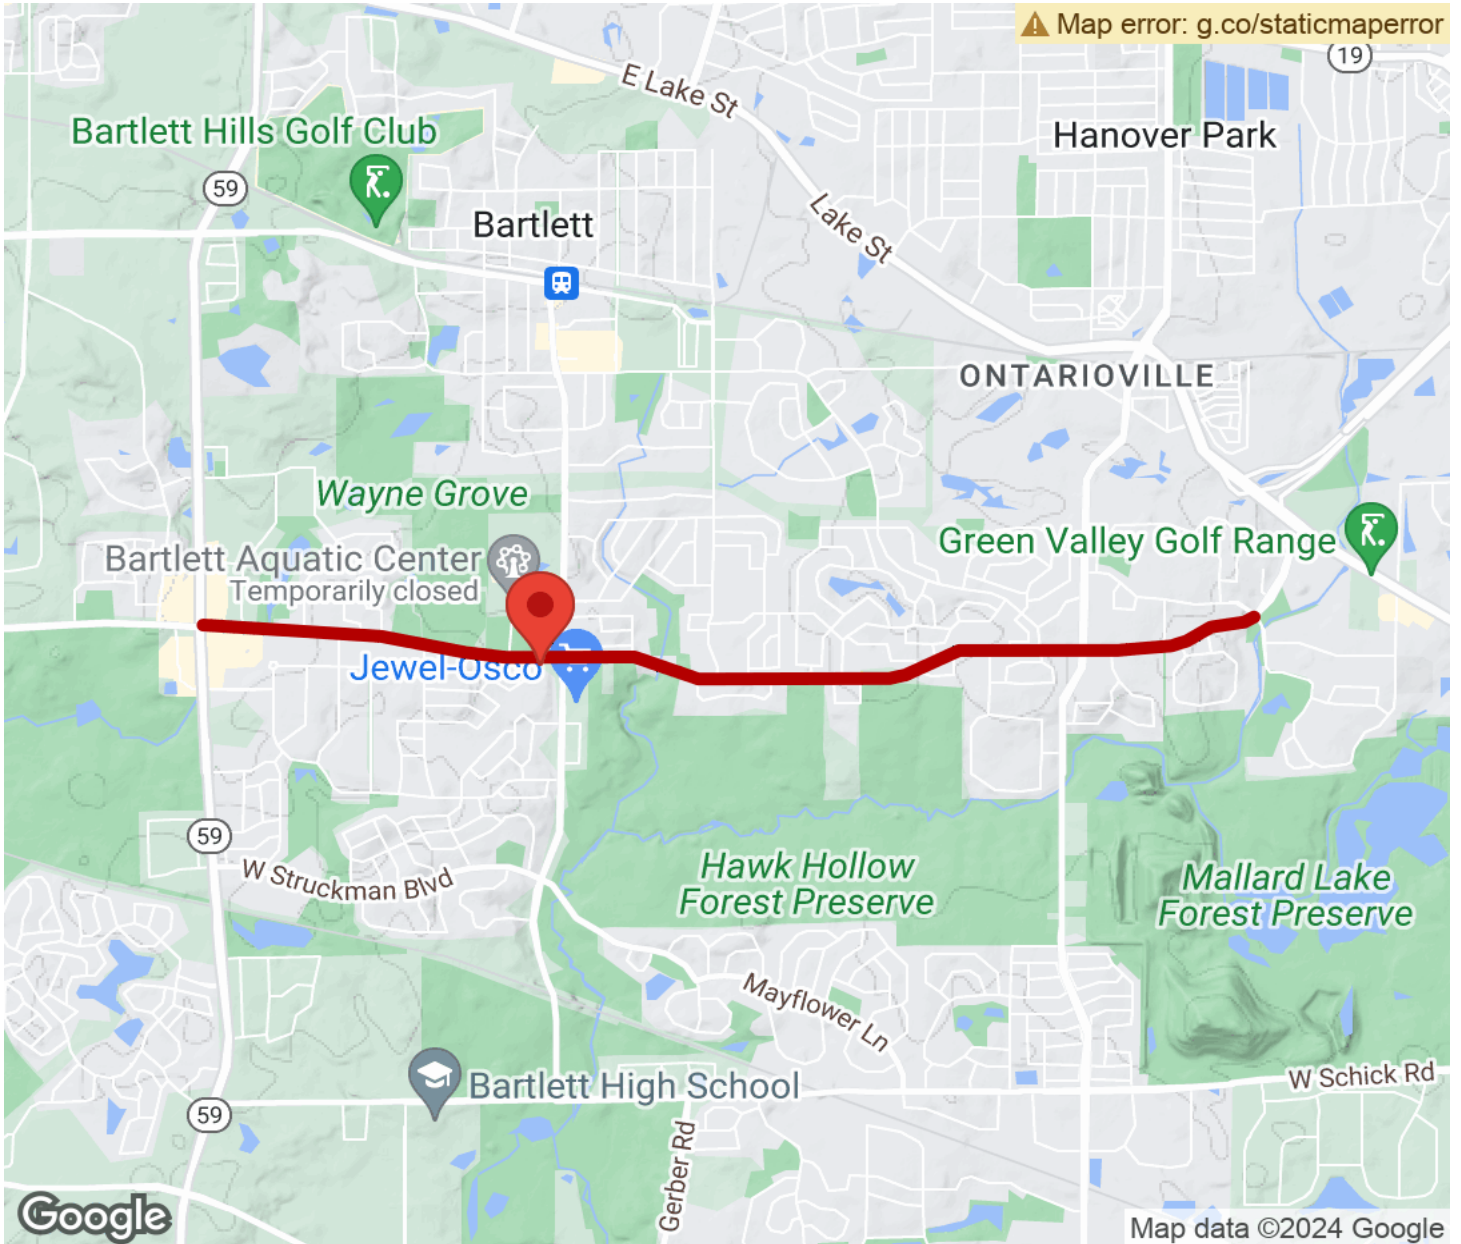 Map error: g.co/staticmaperror
19
E Lake St
Bartlett Hills Golf Club
Hanover Park
59
Bartlett
Lake St
ONTARIOVILLE
Wayne Grove
Bartlett Aquatic Center
Temporarily closed
Green Valley Golf Range
Jewel-Osco
59
W Struckman Blvd
Hawk Hollow
Forest Preserve
Mallard Lake
Forest Preserve
Mayflower Ln
Bartlett High School
W Schick Rd
59
Gerber Rd
Google
Map data ©2024 Google